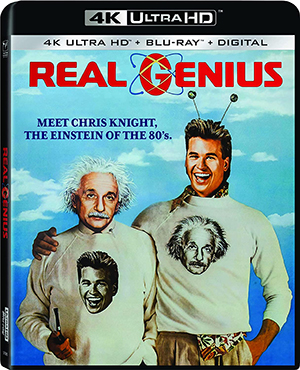 4K ULTRA HD
4K ULTRA HD + BLU-RAY + DIGITAL
REAL GENIUS
MEET CHRIS KNIGHT,
THE EINSTEIN OF THE 80's.
REAL GENIUS